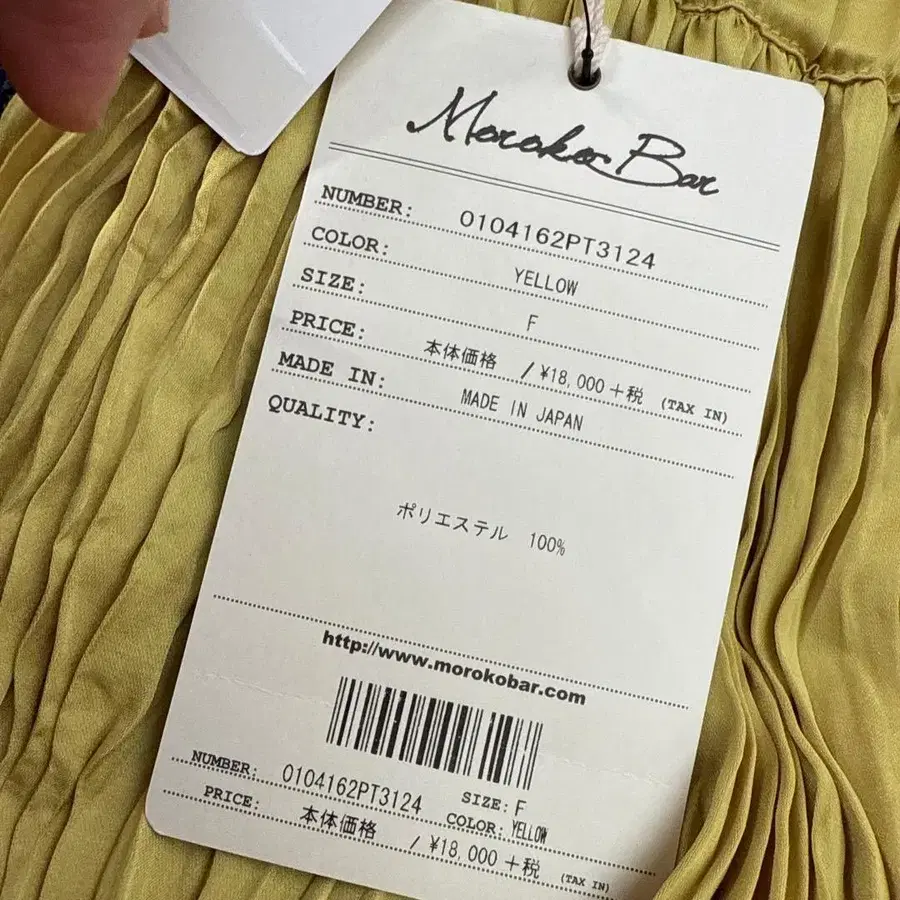 Moroko Bar
NUMBER: 0104162PT3124
COLOR: YELLOW
SIZE: F
PRICE: 本体価格 / ¥18,000+税 (TAX IN)
MADE IN: MADE IN JAPAN
QUALITY:
ポリエステル 100%
http://www.morokobar.com
NUMBER: 0104162PT3124 SIZE: F
COLOR: YELLOW
PRICE: 本体価格 / ¥18,000+税 (TAX IN)